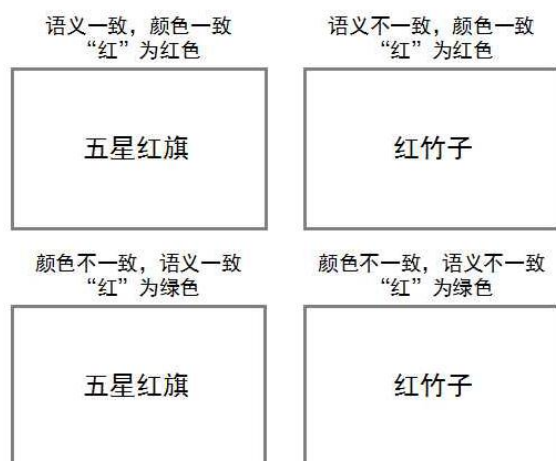 语义一致，颜色一致
“红”为红色
语义不一致，颜色一致
“红”为红色
五星红旗
红竹子
颜色不一致，语义一致
“红”为绿色
颜色不一致，语义不一致
“红”为绿色
五星红旗
红竹子